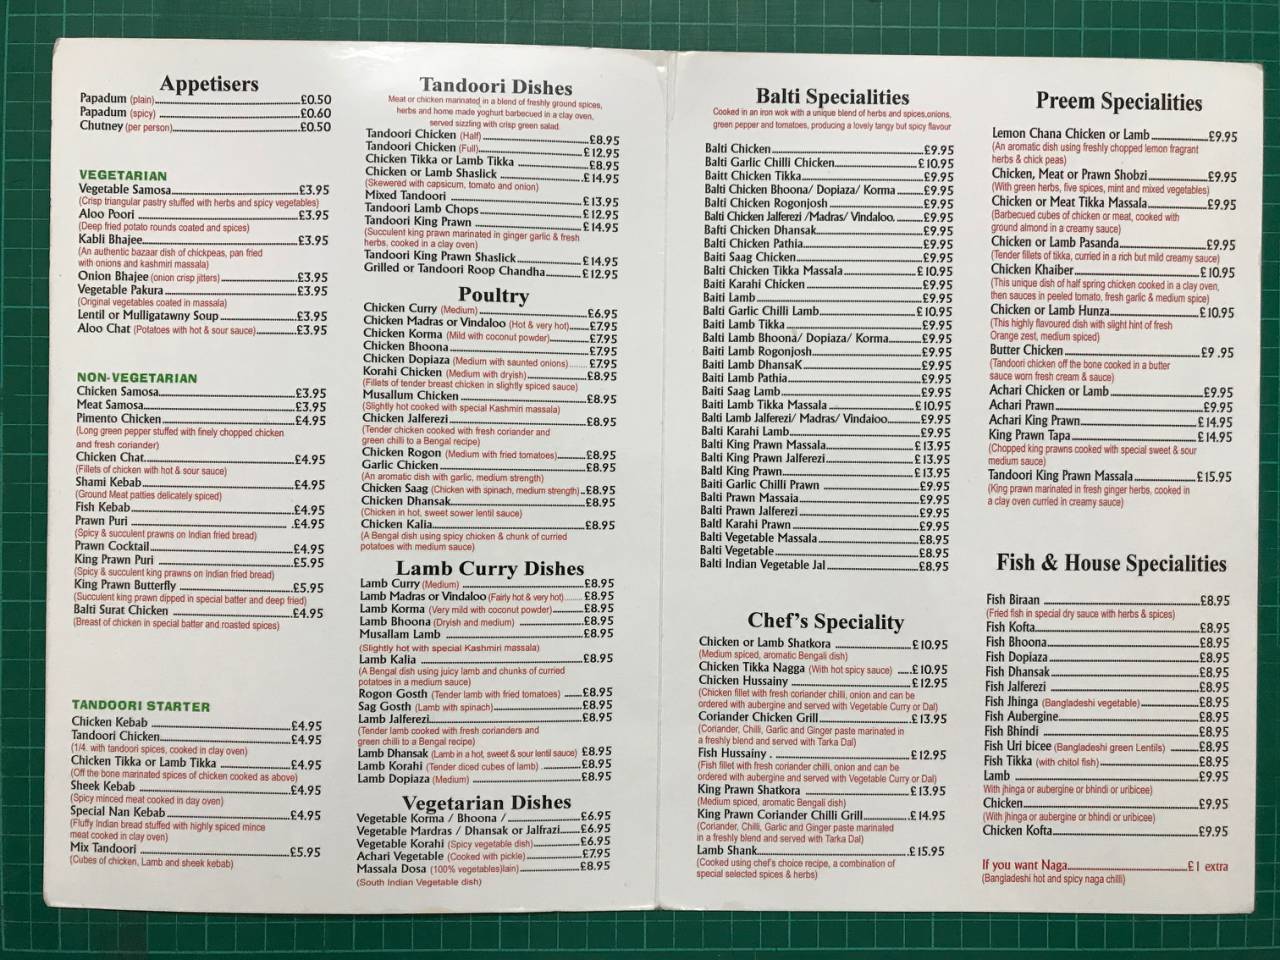 Appetisers
Papadum (plain)...£0.50
Papadum (spicy) ...£0.60
Chutney (per person)...£0.50
VEGETARIAN
Vegetable Samosa...£3.95
(Crisp triangular pastry stuffed with herbs and spicy vegetables)
Aloo Poori ...£3.95
(Deep fried potato rounds coated and spices)
Kabli Bhajee...£3.95
(An authentic bazaar dish of chickpeas, pan fried
with onions and kashmiri masala)
Onion Bhajee (onion crisp jitters)...£3.95
Vegetable Pakura...£3.95
(Original vegetables coated in massala)
Lentil or Mulligatawny Soup...£3.95
Aloo Chat (Potatoes with hot & sour sauce)...£3.95
NON-VEGETARIAN
Chicken Samosa...£3.95
Meat Samosa...£3.95
Pimento Chicken...£4.95
(Long green pepper stuffed with finely chopped chicken
and fresh coriander)
Chicken Chat...£4.95
(Fillets of chicken with hot & sour sauce)
Shami Kebab...£4.95
(Ground Meat patties delicately spiced)
Fish Kebab...£4.95
Prawn Puri ...£4.95
(Spicy & succulent prawns on Indian fried bread)
Prawn Cocktail...£4.95
King Prawn Puri ...£5.95
(Spicy & succulent king prawns on indian fried bread)
King Prawn Butterfly ...£5.95
(Succulent king prawn dipped in special batter and deep fried)
Balti Surat Chicken ...£4.95
(Breast of chicken in special batter and roasted spices)
TANDOORI STARTER
Chicken Kebab ...£4.95
Tandoori Chicken...£4.95
(1/4. with tandoori spices, cooked in clay oven)
Chicken Tikka or Lamb Tikka ...£4.95
(Off the bone marinated spices of chicken cooked as above)
Sheek Kebab ...£4.95
(Spicy minced meat cooked in day oven)
Special Nan Kebab...£4.95
(Fluffy Indian bread stuffed with highly spiced mince
meat cooked in clay oven)
Mix Tandoori ...£5.95
(Cubes of chicken, Lamb and sheek kebab)
Tandoori Dishes
Meat or chicken marinated in a blend of freshly ground spices,
herbs and home made yoghurt barbecued in a clay oven,
served sizzling with crisp green salad.
Tandoori Chicken (Half) ...£8.95
Tandoori Chicken (Full)...£12.95
Chicken Tikka or Lamb Tikka ...£8.95
Chicken or Lamb Shaslick ...£14.95
(Skewered with capsicum, tomato and onion)
Mixed Tandoori ...£13.95
Tandoori Lamb Chops...£12.95
Tandoori King Prawn ...£14.95
(Succulent king prawn marinated in ginger garlic & fresh
herbs, cooked in a clay oven)
Tandoori King Prawn Shaslick...£14.95
Grilled or Tandoori Roop Chandha...£12.95
Poultry
Chicken Curry (Medium)...£6.95
Chicken Madras or Vindaloo (Hot & very hot)...£7.95
Chicken Korma (Mild with coconut powder)...£7.95
Chicken Bhoona...£7.95
Chicken Dopiaza (Medium with saunted onions)...£7.95
Korahi Chicken (Medium with dryish)...£8.95
(Fillets of tender breast chicken in slightly spiced sauce)
Musallum Chicken ...£8.95
(Slightly hot cooked with special Kashmiri massala)
Chicken Jalferezi...£8.95
(Tender chicken cooked with fresh coriander and
green chilli to a Bengal recipe)
Chicken Rogon (Medium with fried tomatoes)...£8.95
Garlic Chicken...£8.95
(An aromatic dish with garlic, medium strength)
Chicken Saag (Chicken with spinach, medium strength)...£8.95
Chicken Dhansak...£8.95
(Chicken in hot, sweet sower lentil sauce)
Chicken Kalia...£8.95
(A Bengal dish using spicy chicken & chunk of curried
potatoes with medium sauce)
Lamb Curry Dishes
Lamb Curry (Medium) ...£8.95
Lamb Madras or Vindaloo (Fairly hot & very hot)...£8.95
Lamb Korma (Very mild with coconut powder)...£8.95
Lamb Bhoona (Dryish and medium) ...£8.95
Musallam Lamb ...£8.95
(Slightly hot with special Kashmiri massala)
Lamb Kalia ...£8.95
(A Bengal dish using juicy lamb and chunks of curried
potatoes in a medium sauce)
Rogon Gosth (Tender lamb with fried tomatoes) ...£8.95
Sag Gosth (Lamb with spinach)...£8.95
Lamb Jalferezi...£8.95
(Tender lamb cooked with fresh corianders and
green chilli to a Bengal recipe)
Lamb Dhansak (Lamb in a hot, sweet & sour lentil sauce) £8.95
Lamb Korahi (Tender diced cubes of lamb) ...£8.95
Lamb Dopiaza (Medium) ...£8.95
Vegetarian Dishes
Vegetable Korma / Bhoona / ...£6.95
Vegetable Mardras / Dhansak or Jalfrazi...£6.95
Vegetable Korahi (Spicy vegetable dish)...£6.95
Achari Vegetable (Cooked with pickle)...£7.95
Massala Dosa (100% vegetables)lain)...£8.95
(South Indian Vegetable dish)
Balti Specialities
Cooked in an iron wok with a unique blend of herbs and spices,onions,
green pepper and tomatoes, producing a lovely tangy but spicy flavour
Balti Chicken...£9.95
Balti Garlic Chilli Chicken...£10.95
Baitt Chicken Tikka...£9.95
Balti Chicken Bhoona/ Dopiaza/ Korma...£9.95
Balti Chicken Rogonjosh...£9.95
Balti Chicken Jalferezi /Madras/ Vindaloo...£9.95
Bafti Chicken Dhansak...£9.95
Balti Chicken Pathia...£9.95
Baiti Saag Chicken...£9.95
Balti Chicken Tikka Massala...£10.95
Baiti Karahi Chicken...£9.95
Baiti Lamb...£9.95
Balti Garlic Chilli Lamb...£10.95
Baiti Lamb Tikka...£9.95
Balti Lamb Bhoona/ Dopiaza/ Korma...£9.95
Baiti Lamb Rogonjosh...£9.95
Baiti Lamb DhansaK...£9.95
Baiti Lamb Pathia...£9.95
Baiti Saag Lamb...£9.95
Baiti Lamb Tikka Massala ...£10.95
Baltl Lamb Jalferezi/ Madras/ Vindaioo...£9.95
Balti Karahi Lamb...£9.95
Balti King Prawn Massala...£13.95
Balti King Prawn Jalferezi...£13.95
Baltl King Prawn...£13.95
Baiti Garlic Chilli Prawn ...£9.95
Balti Prawn Massaia...£9.95
Balti Prawn Jalferezi...£9.95
Balti Karahi Prawn...£9.95
Balti Vegetable Massala...£8.95
Balti Vegetable...£8.95
Balti Indian Vegetable Jal...£8.95
Chef's Speciality
Chicken or Lamb Shatkora ...£10.95
(Medium spiced, aromatic Bengali dish)
Chicken Tikka Nagga (With hot spicy sauce) ...£10.95
Chicken Hussainy ...£12.95
(Chicken fillet with fresh coriander chilli, onion and can be
ordered with aubergine and served with Vegetable Curry or Dal)
Coriander Chicken Grill...£13.95
(Coriander, Chilli, Garlic and Ginger paste marinated in
a freshly blend and served with Tarka Dal)
Fish Hussainy . ...£12.95
(Fish fillet with fresh coriander chilli, onion and can be
ordered with aubergine and served with Vegetable Curry or Dal)
King Prawn Shatkora ...£13.95
(Medium spiced, aromatic Bengali dish)
King Prawn Coriander Chilli Grill...£14.95
(Coriander, Chilli, Garlic and Ginger paste marinated
in a freshly blend and served with Tarka Dal)
Lamb Shank...£15.95
(Cooked using chef's choice recipe, a combination of
special selected spices & herbs)
Preem Specialities
Lemon Chana Chicken or Lamb...£9.95
(An aromatic dish using freshly chopped lemon fragrant
herbs & chick peas)
Chicken, Meat or Prawn Shobzi...£9.95
(With green herbs, five spices, mint and mixed vegetables)
Chicken or Meat Tikka Massala...£9.95
(Barbecued cubes of chicken or meat, cooked with
ground almond in a creamy sauce)
Chicken or Lamb Pasanda...£9.95
(Tender fillets of tikka, curried in a rich but mild creamy sauce)
Chicken Khaiber...£10.95
(This unique dish of half spring chicken cooked in a clay oven,
then sauces in peeled tomato, fresh garlic & medium spice)
Chicken or Lamb Hunza...£10.95
(This highly flavoured dish with slight hint of fresh
Orange zest, medium spiced)
Butter Chicken...£9 .95
(Tandoori chicken off the bone cooked in a butter
sauce worn fresh cream & sauce)
Achari Chicken or Lamb...£9.95
Achari Prawn...£9.95
Achari King Prawn...£14.95
King Prawn Tapa...£14.95
(Chopped king prawns cooked with special sweet & sour
medium sauce)
Tandoori King Prawn Massala...£15.95
(King prawn marinated in fresh ginger herbs, cooked in
a clay oven curried in creamy sauce)
Fish & House Specialities
Fish Biraan ...£8.95
(Fried fish in special dry sauce with herbs & spices)
Fish Kofta...£8.95
Fish Bhoona...£8.95
Fish Dopiaza...£8.95
Fish Dhansak...£8.95
Fish Jalferezi ...£8.95
Fish Jhinga (Bangladeshi vegetable)...£8.95
Fish Aubergine...£8.95
Fish Bhindi ...£8.95
Fish Uri bicee (Bangladeshi green Lentils) ...£8.95
Fish Tikka (with chitol fish)...£8.95
Lamb ...£9.95
With jhinga or aubergine or bhindi or uribicee)
Chicken...£9.95
(With jhinga or aubergine or bhindi or uribicee)
Chicken Kofta...£9.95
If you want Naga...£1 extra
(Bangladeshi hot and spicy naga chilli)